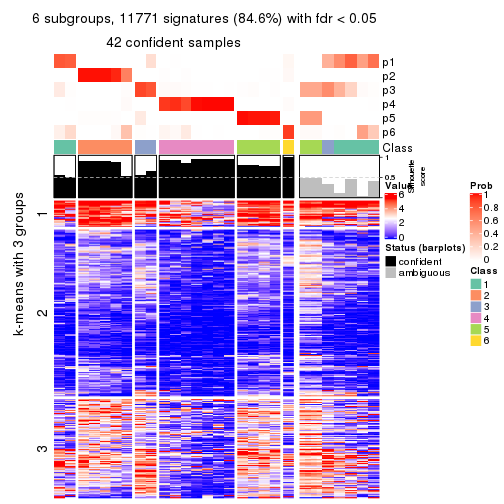 6 subgroups, 11771 signatures (84.6%) with fdr < 0.05
42 confident samples
p1
p2
p3
p4
p5
p6
Class
1
0.5
0
Silhouette
score
k-means with 3 groups
1
2
3
Value
6
4
2
0
Status (barplots)
confident
ambiguous
Prob
1
0.8
0.6
0.4
0.2
0
Class
1
2
3
4
5
6